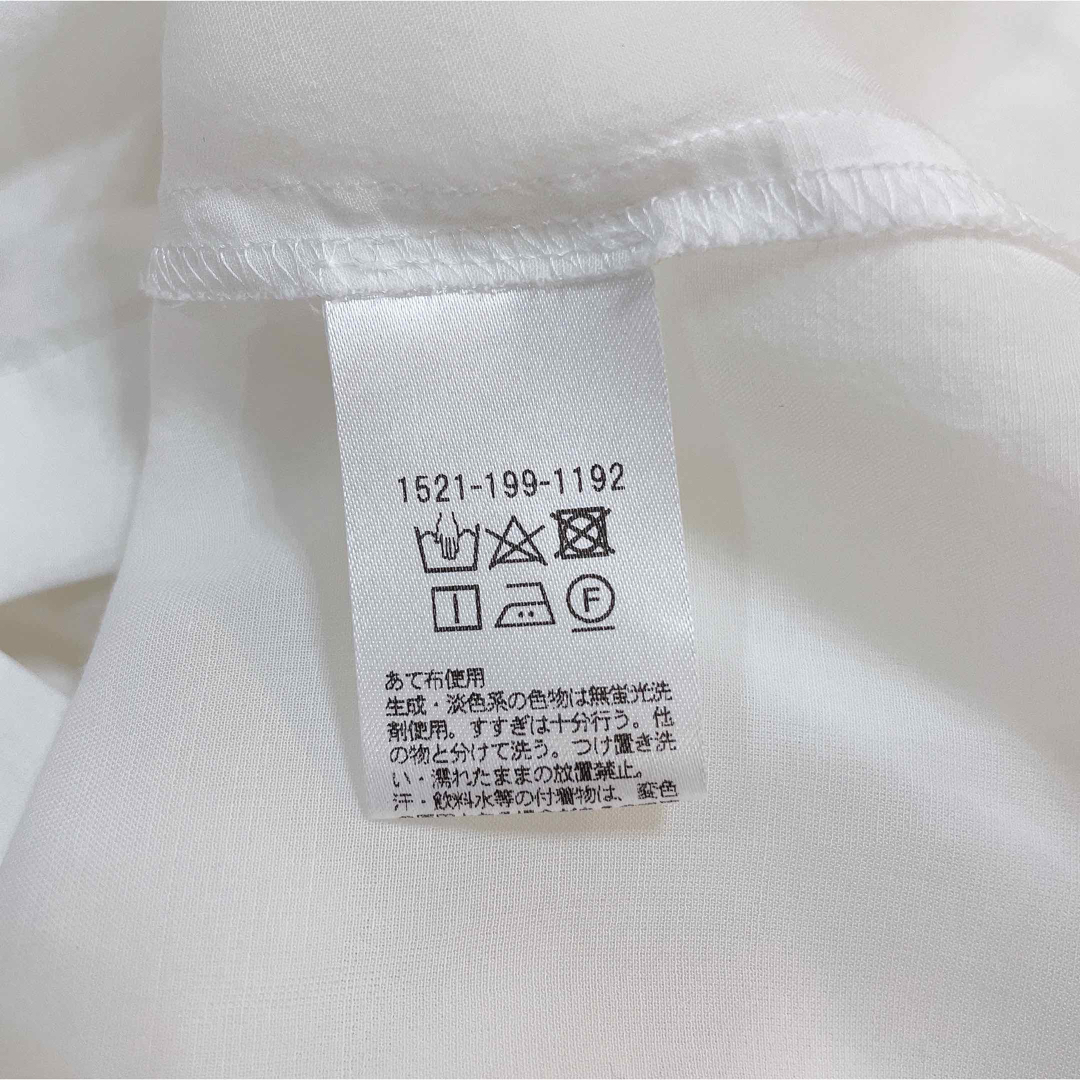 1521-199-1192
F
あて布使用
生成・淡色系の色物は無蛍光洗
剤使用。すすぎは十分行う。他
の物と分けて洗う。つけ置き洗
い・濡れたままの放置禁止。
汗・飲料水等の付着物は、変色